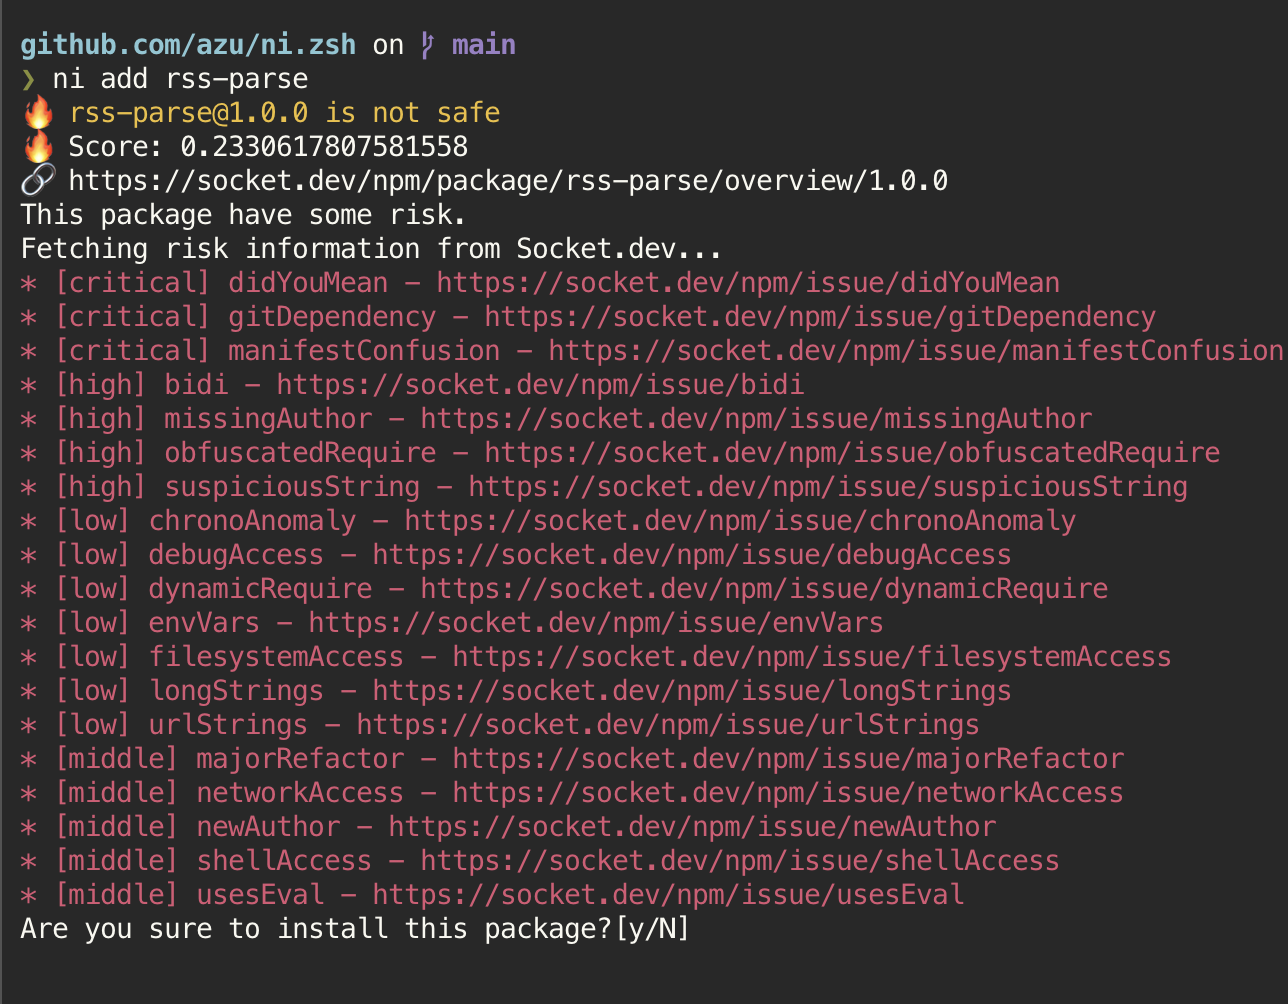 github.com/azu/ni.zsh on main
❯ ni add rss-parse
🔥 rss-parse@1.0.0 is not safe
🔥 Score: 0.2330617807581558
🔗 https://socket.dev/npm/package/rss-parse/overview/1.0.0
This package have some risk.
Fetching risk information from Socket.dev...
* [critical] didYouMean - https://socket.dev/npm/issue/didYouMean
* [critical] gitDependency - https://socket.dev/npm/issue/gitDependency
* [critical] manifestConfusion - https://socket.dev/npm/issue/manifestConfusion
* [high] bidi - https://socket.dev/npm/issue/bidi
* [high] missingAuthor - https://socket.dev/npm/issue/missingAuthor
* [high] obfuscatedRequire - https://socket.dev/npm/issue/obfuscatedRequire
* [high] suspiciousString - https://socket.dev/npm/issue/suspiciousString
* [low] chronoAnomaly - https://socket.dev/npm/issue/chronoAnomaly
* [low] debugAccess - https://socket.dev/npm/issue/debugAccess
* [low] dynamicRequire - https://socket.dev/npm/issue/dynamicRequire
* [low] envVars - https://socket.dev/npm/issue/envVars
* [low] filesystemAccess - https://socket.dev/npm/issue/filesystemAccess
* [low] longStrings - https://socket.dev/npm/issue/longStrings
* [low] urlStrings - https://socket.dev/npm/issue/urlStrings
* [middle] majorRefactor - https://socket.dev/npm/issue/majorRefactor
* [middle] networkAccess - https://socket.dev/npm/issue/networkAccess
* [middle] newAuthor - https://socket.dev/npm/issue/newAuthor
* [middle] shellAccess - https://socket.dev/npm/issue/shellAccess
* [middle] usesEval - https://socket.dev/npm/issue/usesEval
Are you sure to install this package?[y/N]